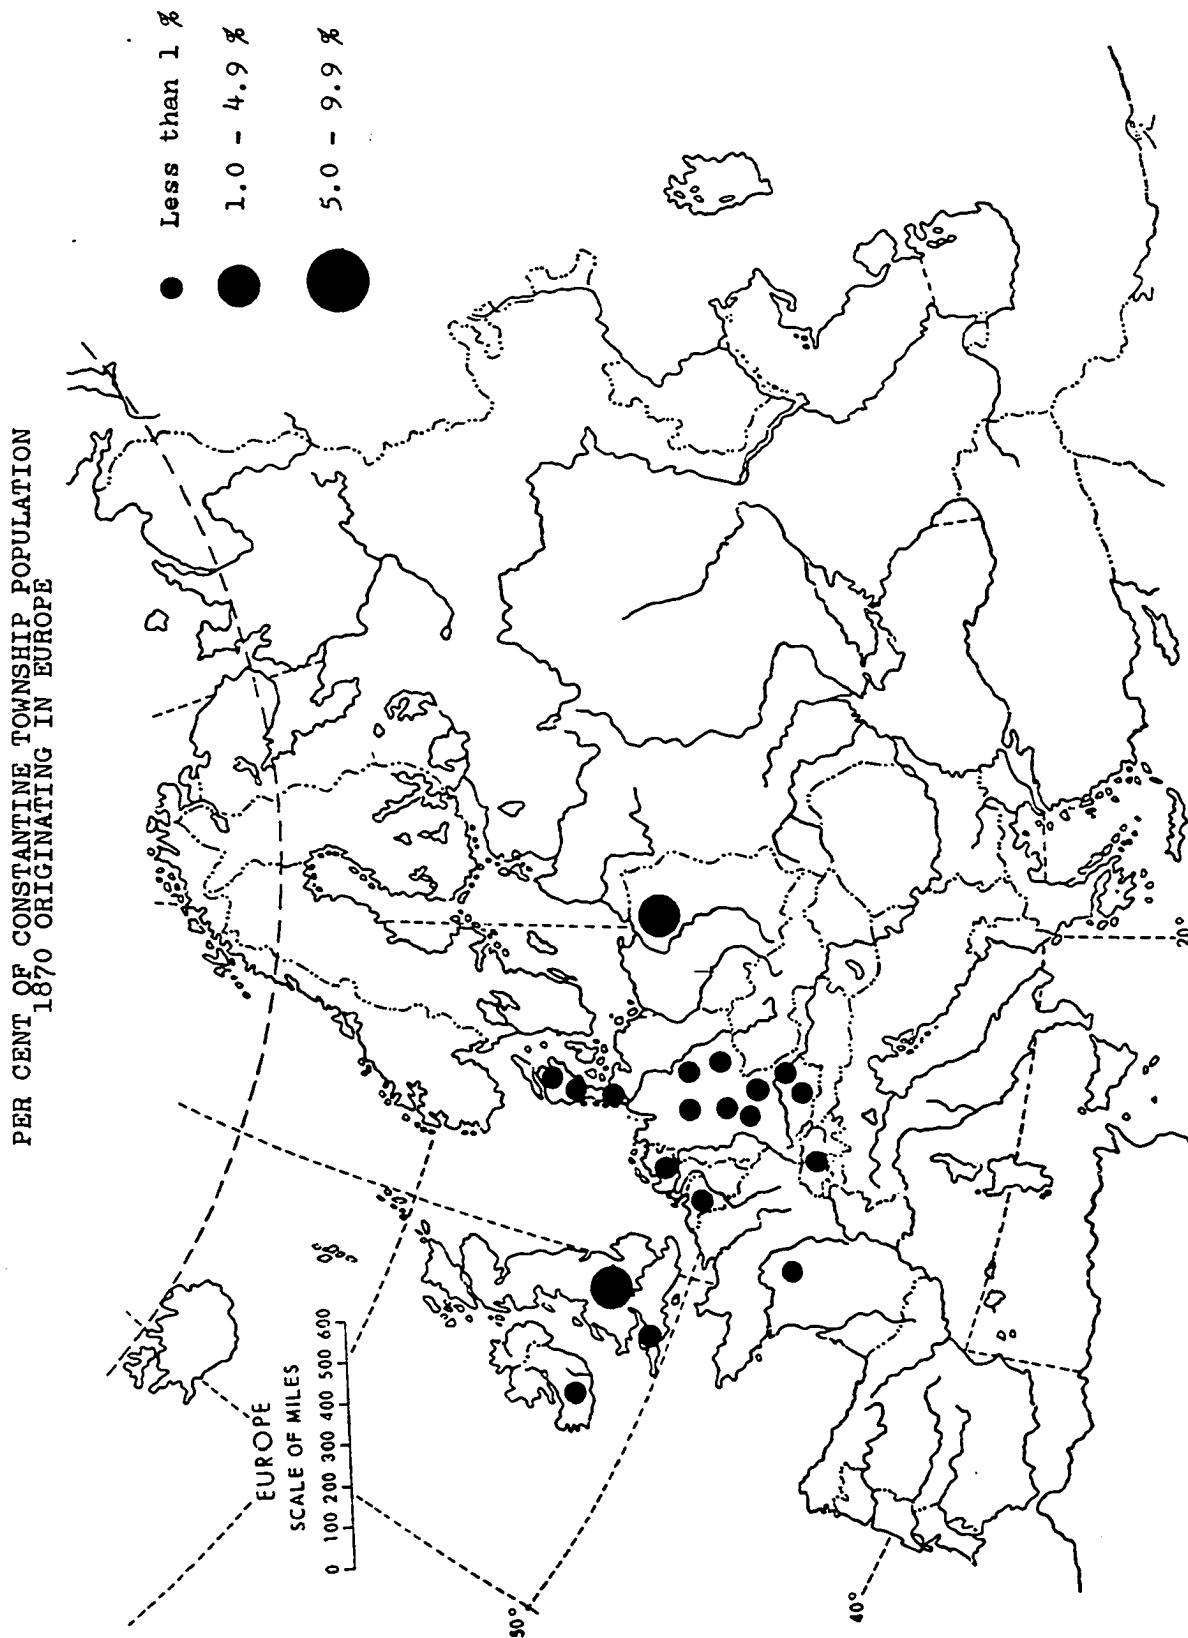 PER CENT OF CONSTANTINE TOWNSHIP POPULATION
1870 ORIGINATING IN EUROPE
Less than 1 %
1.0 - 4.9 %
5.0 - 9.9 %
EUROPE
SCALE OF MILES
0 100 200 300 400 500 600
50°
40°
20°